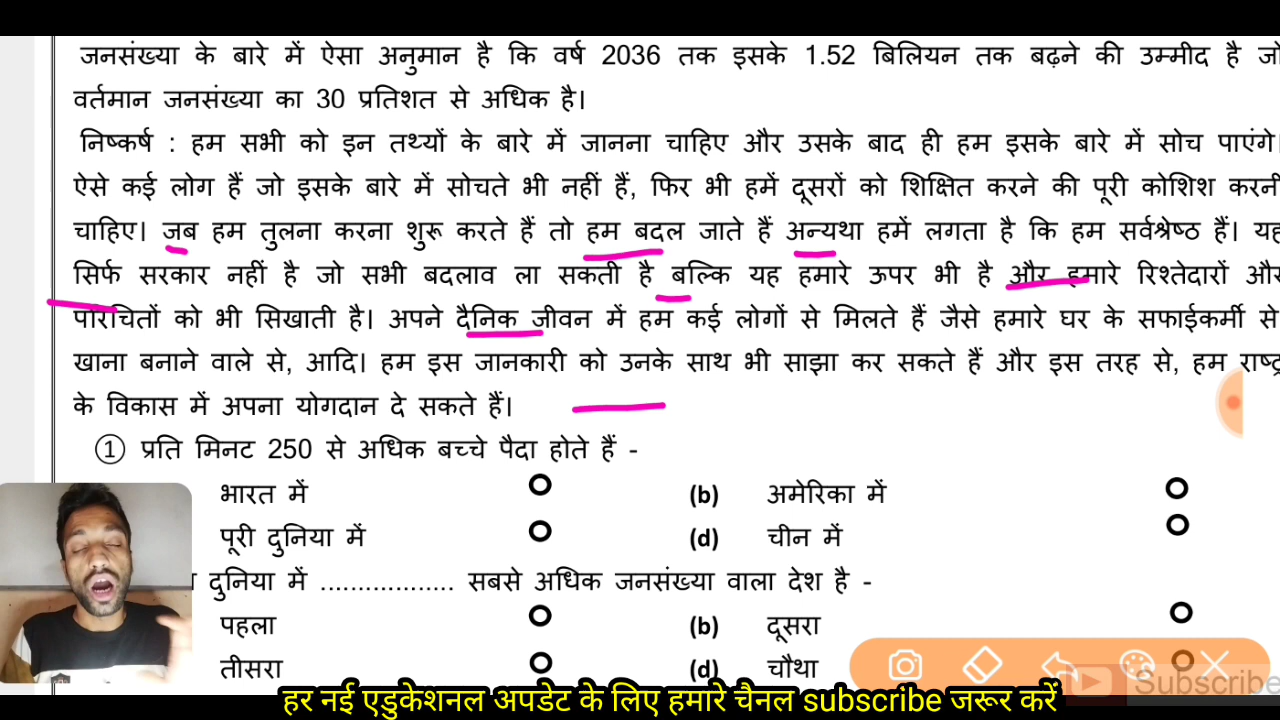 जनसंख्या के बारे में ऐसा अनुमान है कि वर्ष 2036 तक इसके 1.52 बिलियन तक बढ़ने की उम्मीद है जो
वर्तमान जनसंख्या का 30 प्रतिशत से अधिक है।
निष्कर्ष : हम सभी को इन तथ्यों के बारे में जानना चाहिए और उसके बाद ही हम इसके बारे में सोच पाएंगे।
ऐसे कई लोग हैं जो इसके बारे में सोचते भी नहीं हैं, फिर भी हमें दूसरों को शिक्षित करने की पूरी कोशिश करनी
चाहिए। जब हम तुलना करना शुरू करते हैं तो हम बदल जाते हैं अन्यथा हमें लगता है कि हम सर्वश्रेष्ठ हैं। यह
सिर्फ सरकार नहीं है जो सभी बदलाव ला सकती है बल्कि यह हमारे ऊपर भी है और हमारे रिश्तेदारों और
परिचितों को भी सिखाती है। अपने दैनिक जीवन में हम कई लोगों से मिलते हैं जैसे हमारे घर के सफाईकर्मी से
खाना बनाने वाले से, आदि। हम इस जानकारी को उनके साथ भी साझा कर सकते हैं और इस तरह से, हम राष्ट्र
के विकास में अपना योगदान दे सकते हैं।
① प्रति मिनट 250 से अधिक बच्चे पैदा होते हैं -
भारत में (b) अमेरिका में
पूरी दुनिया में (d) चीन में
दुनिया में .................. सबसे अधिक जनसंख्या वाला देश है -
पहला (b) दूसरा
तीसरा (d) चौथा
Subscribe
हर नई एडुकेशनल अपडेट के लिए हमारे चैनल subscribe जरूर करें